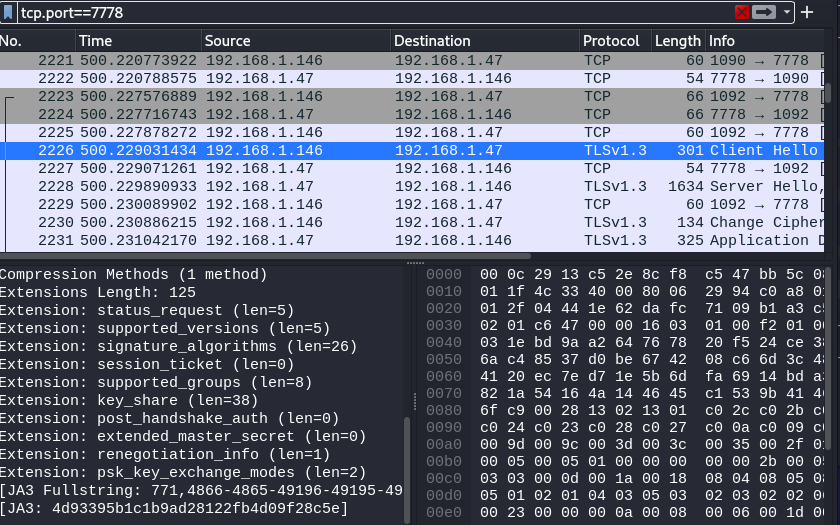 tcp.port==7778
No. Time Source Destination Protocol Length Info
2221 500.220773922 192.168.1.146 192.168.1.47 TCP 60 1090 → 7778 [
2222 500.220788575 192.168.1.47 192.168.1.146 TCP 54 7778 → 1090 [
2223 500.227576889 192.168.1.146 192.168.1.47 TCP 66 1092 → 7778 [
2224 500.227716743 192.168.1.47 192.168.1.146 TCP 66 7778 → 1092 [
2225 500.227878272 192.168.1.146 192.168.1.47 TCP 60 1092 → 7778 [
2226 500.229031434 192.168.1.146 192.168.1.47 TLSv1.3 301 Client Hello
2227 500.229071261 192.168.1.47 192.168.1.146 TCP 54 7778 → 1092 [
2228 500.229890933 192.168.1.47 192.168.1.146 TLSv1.3 1634 Server Hello,
2229 500.230089902 192.168.1.146 192.168.1.47 TCP 60 1092 → 7778 [
2230 500.230886215 192.168.1.146 192.168.1.47 TLSv1.3 134 Change Cipher
2231 500.231042170 192.168.1.47 192.168.1.146 TLSv1.3 325 Application D
Compression Methods (1 method)
Extensions Length: 125
Extension: status_request (len=5)
Extension: supported_versions (len=5)
Extension: signature_algorithms (len=26)
Extension: session_ticket (len=0)
Extension: supported_groups (len=8)
Extension: key_share (len=38)
Extension: post_handshake_auth (len=0)
Extension: extended_master_secret (len=0)
Extension: renegotiation_info (len=1)
Extension: psk_key_exchange_modes (len=2)
[JA3 Fullstring: 771,4866-4865-49196-49195-49
[JA3: 4d93395b1c1b9ad28122fb4d09f28c5e]
0000 00 0c 29 13 c5 2e 8c f8 c5 47 bb 5c 08
0010 01 1f 4c 33 40 00 80 06 29 94 c0 a8 01
0020 01 2f 04 44 1e 62 da fc 71 09 b1 a3 c5
0030 02 01 c6 47 00 00 16 03 01 00 f2 01 00
0040 03 1e bd 9a a2 64 76 78 20 f5 24 ce 38
0050 6a c4 85 37 d0 be 67 42 08 c6 6d 3c 48
0060 41 20 ec 7e d7 1e 5b 6d fa 69 14 bd a3
0070 82 1a 54 16 4a 14 46 45 c1 53 9b 41 46
0080 6f c9 00 28 13 02 13 01 c0 2c c0 2b c0
0090 c0 24 c0 23 c0 28 c0 27 c0 0a c0 09 c0
00a0 00 9d 00 9c 00 3d 00 3c 00 35 00 2f 01
00b0 00 05 00 05 01 00 00 00 00 00 2b 00 05
00c0 03 03 00 0d 00 1a 00 18 08 04 08 05 08
00d0 05 01 02 01 04 03 05 03 02 03 02 02 06
00e0 00 23 00 00 00 0a 00 08 00 06 00 1d 00